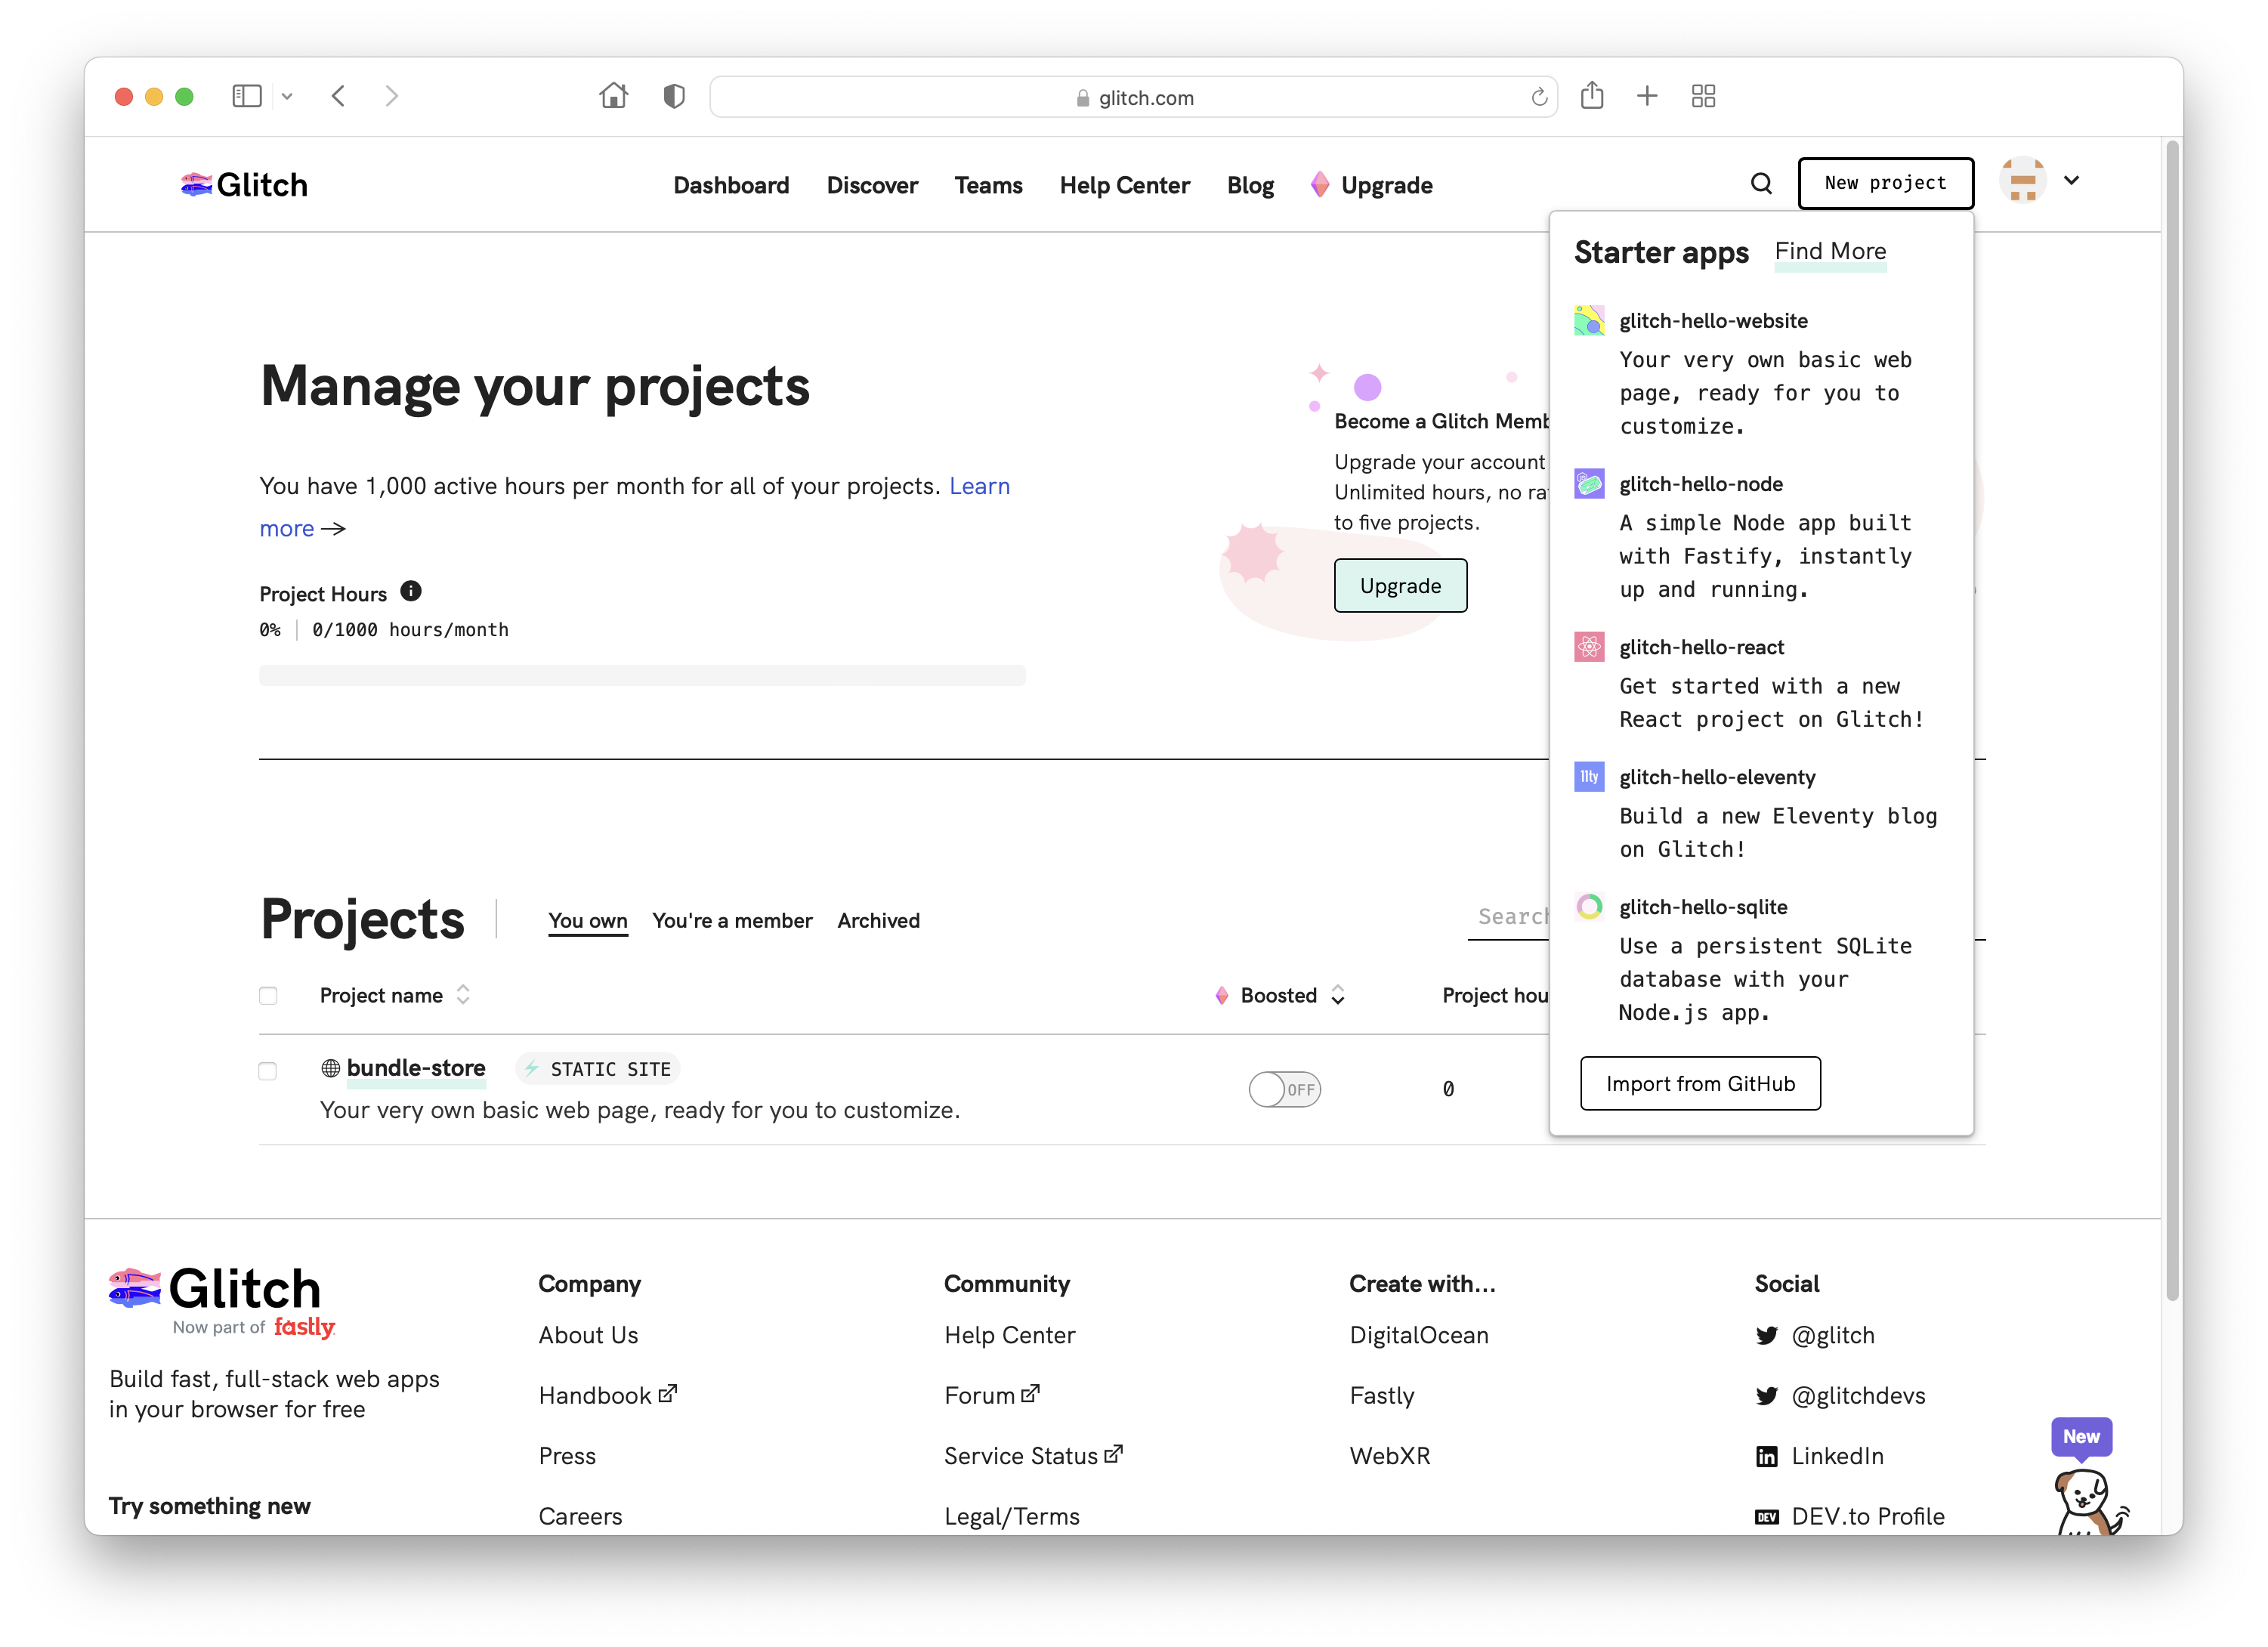 glitch.com
Glitch
Dashboard Discover Teams Help Center Blog Upgrade
New project
Starter apps Find More
glitch-hello-website
Your very own basic web
page, ready for you to
customize.
glitch-hello-node
A simple Node app built
with Fastify, instantly
up and running.
glitch-hello-react
Get started with a new
React project on Glitch!
11ty
glitch-hello-eleventy
Build a new Eleventy blog
on Glitch!
glitch-hello-sqlite
Use a persistent SQLite
database with your
Node.js app.
Import from GitHub
Manage your projects
You have 1,000 active hours per month for all of your projects. Learn
more →
Project Hours
0% 0/1000 hours/month
Become a Glitch Memb
Upgrade your account
Unlimited hours, no ra
to five projects.
Upgrade
Projects
You own You're a member Archived
Search
Project name Boosted Project hou
bundle-store STATIC SITE
Your very own basic web page, ready for you to customize.
OFF
0
Glitch
Now part of fastly
Build fast, full-stack web apps
in your browser for free
Try something new
Company
About Us
Handbook
Press
Careers
Community
Help Center
Forum
Service Status
Legal/Terms
Create with...
DigitalOcean
Fastly
WebXR
Social
@glitch
@glitchdevs
in LinkedIn
DEV DEV.to Profile
New